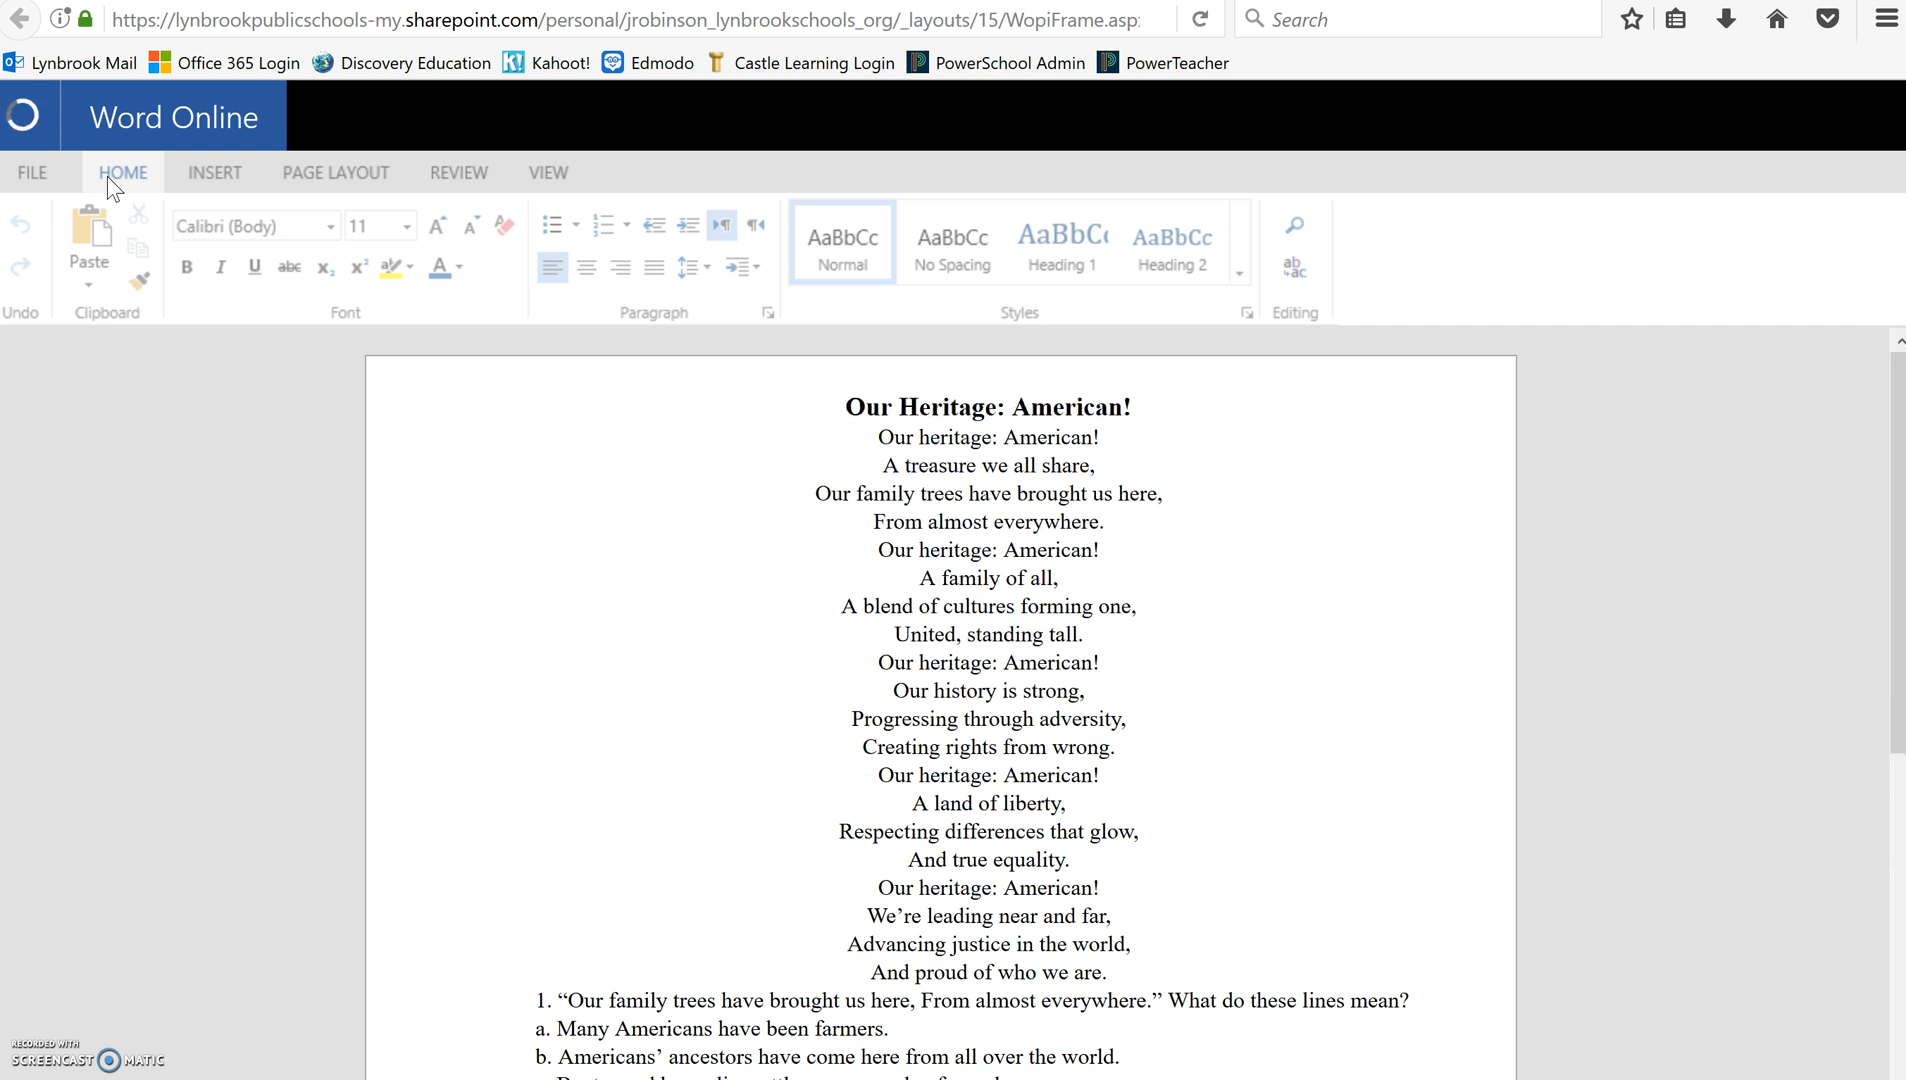 https://lynbrookpublicschools-my.sharepoint.com/personal/jrobinson_lynbrookschools_org/_layouts/15/WopiFrame.asp:
Search
Lynbrook Mail Office 365 Login Discovery Education Kahoot! Edmodo Castle Learning Login PowerSchool Admin PowerTeacher
Word Online
FILE HOME INSERT PAGE LAYOUT REVIEW VIEW
Calibri (Body) 11
AaBbCc AaBbCc AaBbC AaBbCc
Paste
B I U abc x2 x2 aby A
ab
ac
Normal No Spacing Heading 1 Heading 2
Undo Clipboard Font Paragraph Styles Editing
Our Heritage: American!
Our heritage: American!
A treasure we all share,
Our family trees have brought us here,
From almost everywhere.
Our heritage: American!
A family of all,
A blend of cultures forming one,
United, standing tall.
Our heritage: American!
Our history is strong,
Progressing through adversity,
Creating rights from wrong.
Our heritage: American!
A land of liberty,
Respecting differences that glow,
And true equality.
Our heritage: American!
We’re leading near and far,
Advancing justice in the world,
And proud of who we are.
1. “Our family trees have brought us here, From almost everywhere.” What do these lines mean?
a. Many Americans have been farmers.
b. Americans’ ancestors have come here from all over the world.
RECORDED WITH
SCREENCAST MATIC